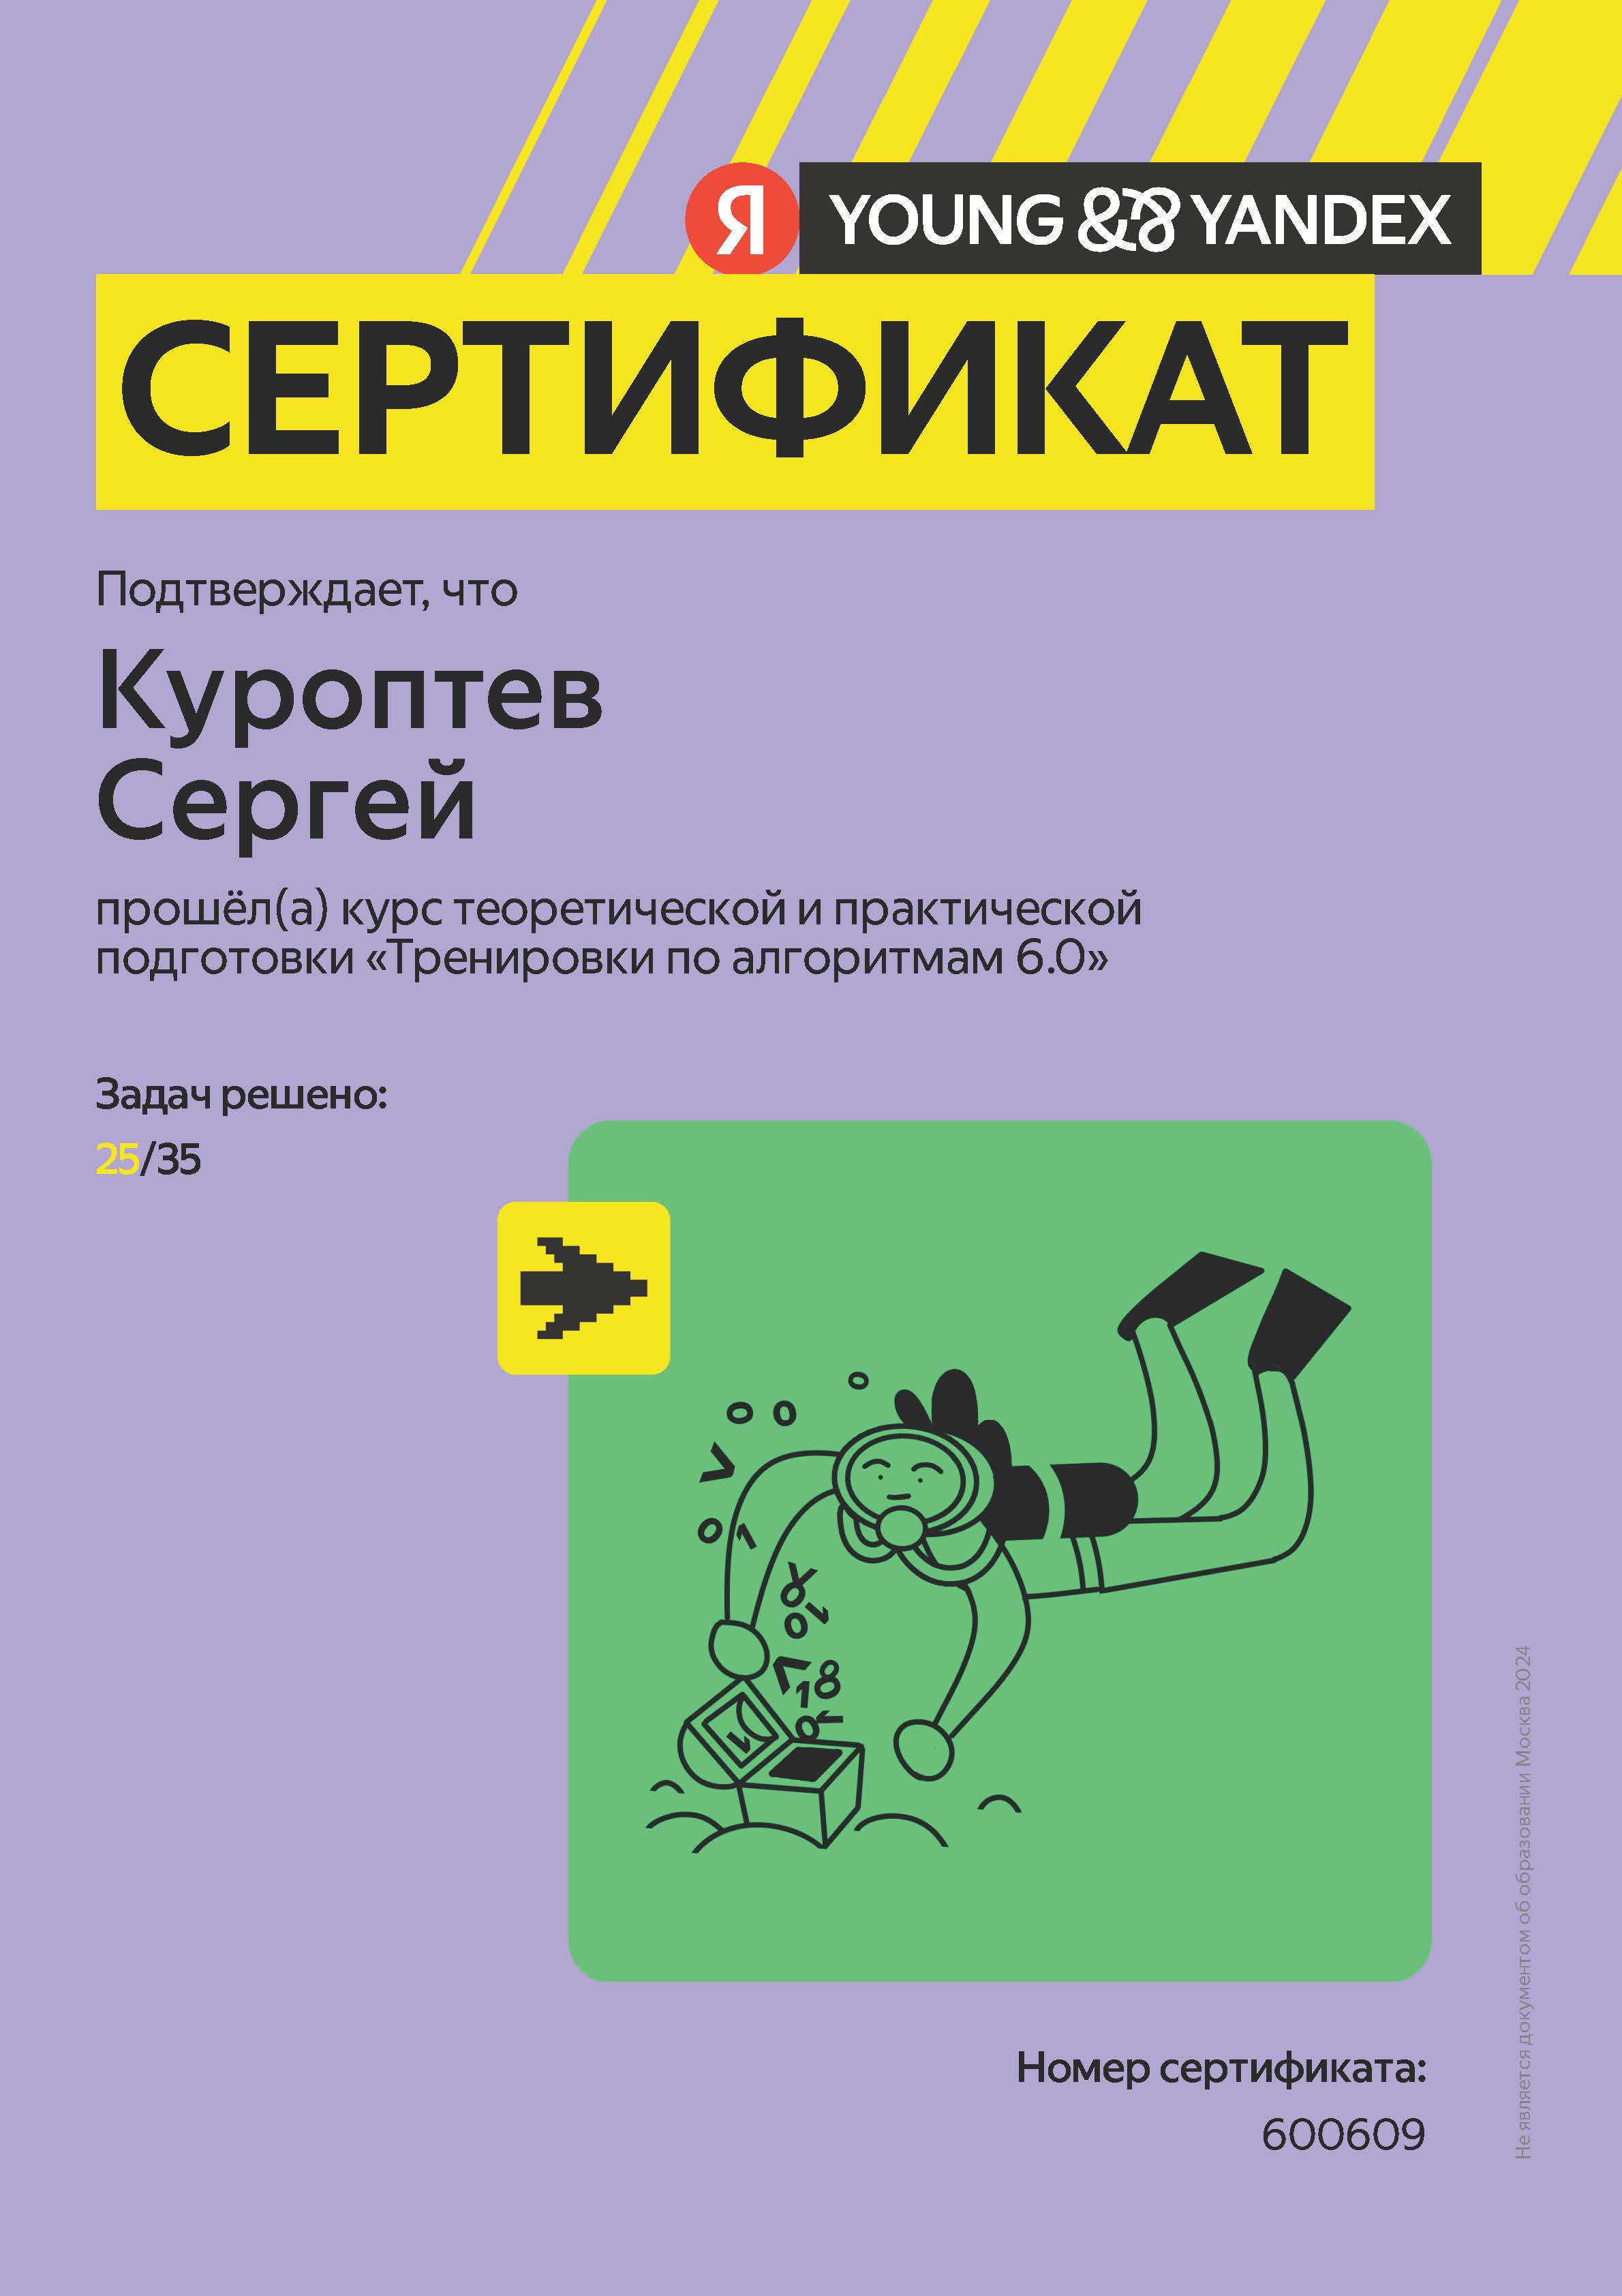 Я YOUNG && YANDEX
СЕРТИФИКАТ
Подтверждает, что
Куроптев
Сергей
прошёл(а) курс теоретической и практической
подготовки «Тренировки по алгоритмам 6.0»
Задач решено:
25/35
Номер сертификата:
600609
Не является документом об образовании Москва 2024